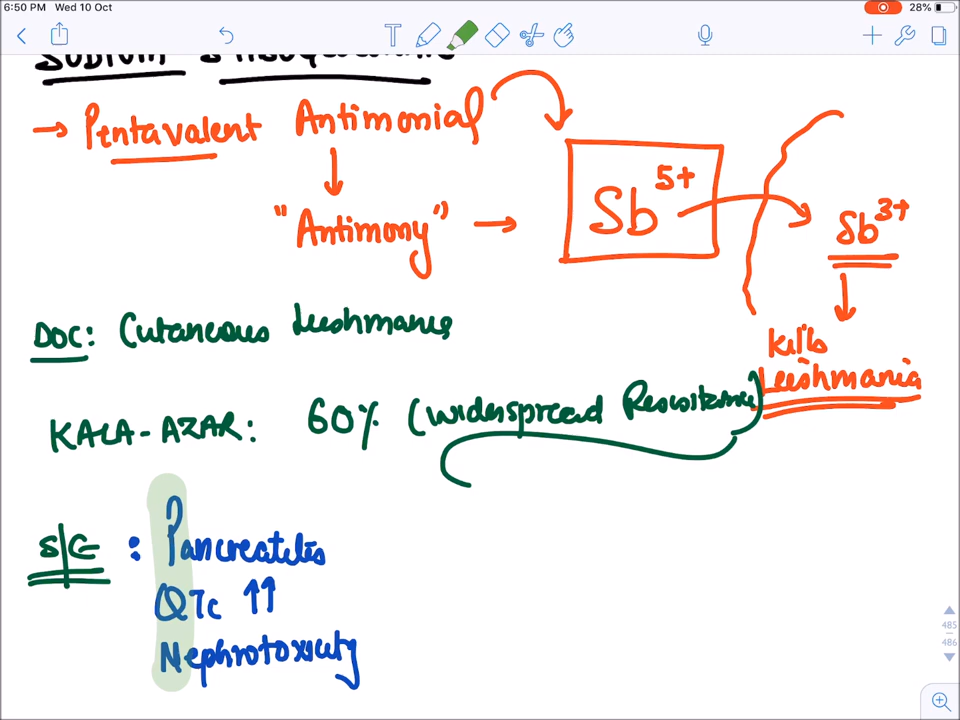 6:50 PM Wed 10 Oct
28%
T
SODIUM
→ Pentavalent Antimonial
Sb5+
"Antimony" →
Sb3+
DOC: Cutaneous Leishmania
Kills
Leishmania
KALA-AZAR: 60% (widespread Resistance)
S/E : Pancreatitis
QTc ↑↑
Nephrotoxicity
485
486